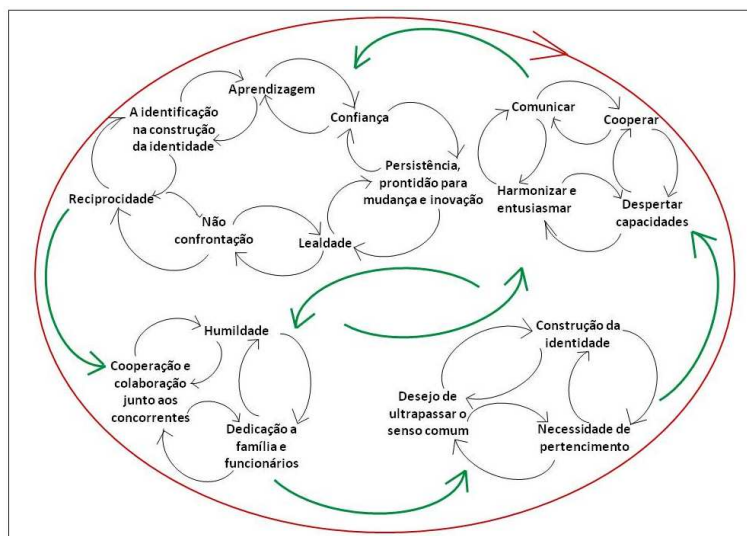 Aprendizagem
A identificação
na construção
da identidade
Confiança
Persistência,
prontidão para
mudança e inovação
Reciprocidade
Não
confrontação
Lealdade
Comunicar
Cooperar
Harmonizar e
entusiasmar
Despertar
capacidades
Humildade
Cooperação e
colaboração
junto aos
concorrentes
Dedicação a
família e
funcionários
Construção da
identidade
Desejo de
ultrapassar o
senso comum
Necessidade de
pertencimento